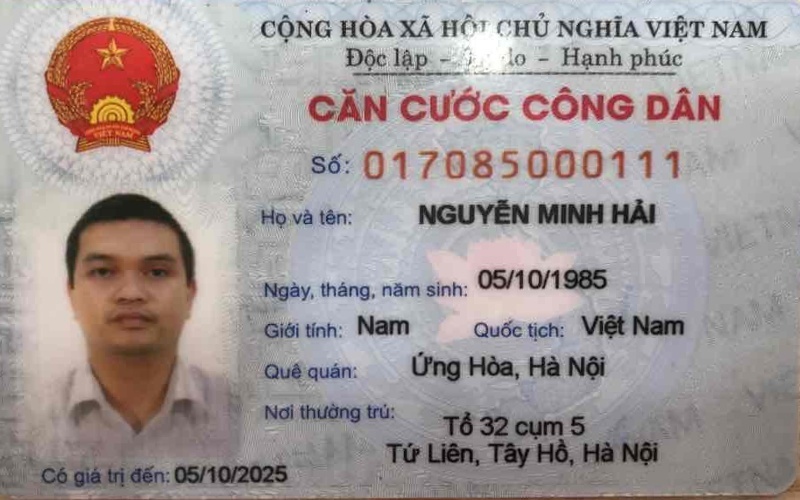 CỘNG HÒA XÃ HỘI CHỦ NGHĨA VIỆT NAM
Độc lập - do - Hạnh phúc
CĂN CƯỚC CÔNG DÂN
Số: 017085000111
Họ và tên: NGUYỄN MINH HẢI
Ngày, tháng, năm sinh: 05/10/1985
Giới tính: Nam Quốc tịch: Việt Nam
Quê quán: Ứng Hòa, Hà Nội
Nơi thường trú: Tổ 32 cụm 5
Tứ Liên, Tây Hồ, Hà Nội
Có giá trị đến: 05/10/2025